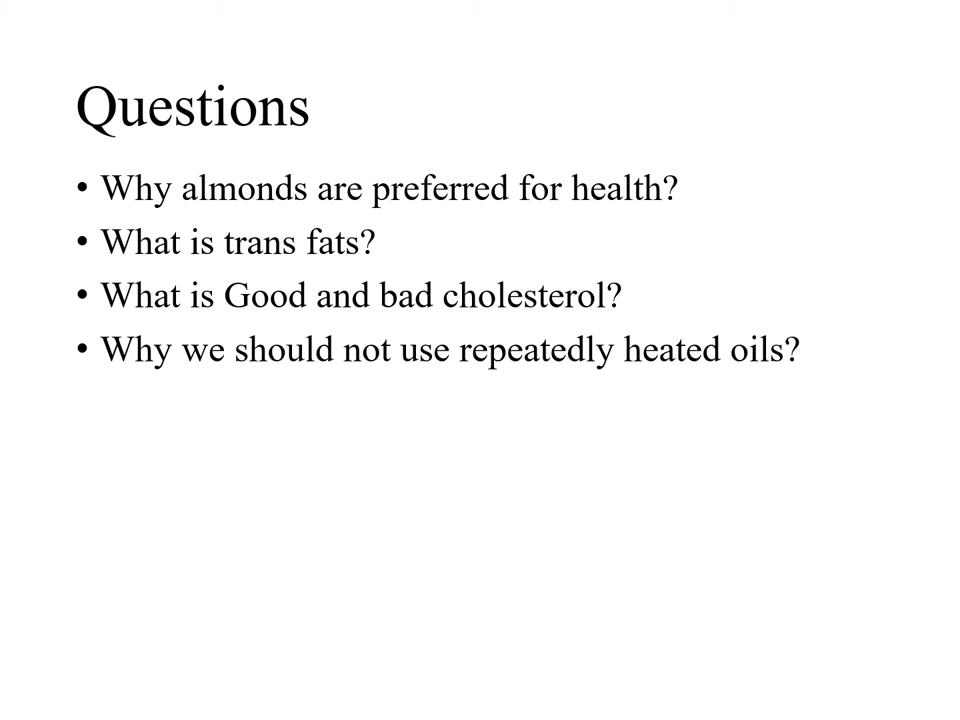 Questions
• Why almonds are preferred for health?
• What is trans fats?
• What is Good and bad cholesterol?
• Why we should not use repeatedly heated oils?